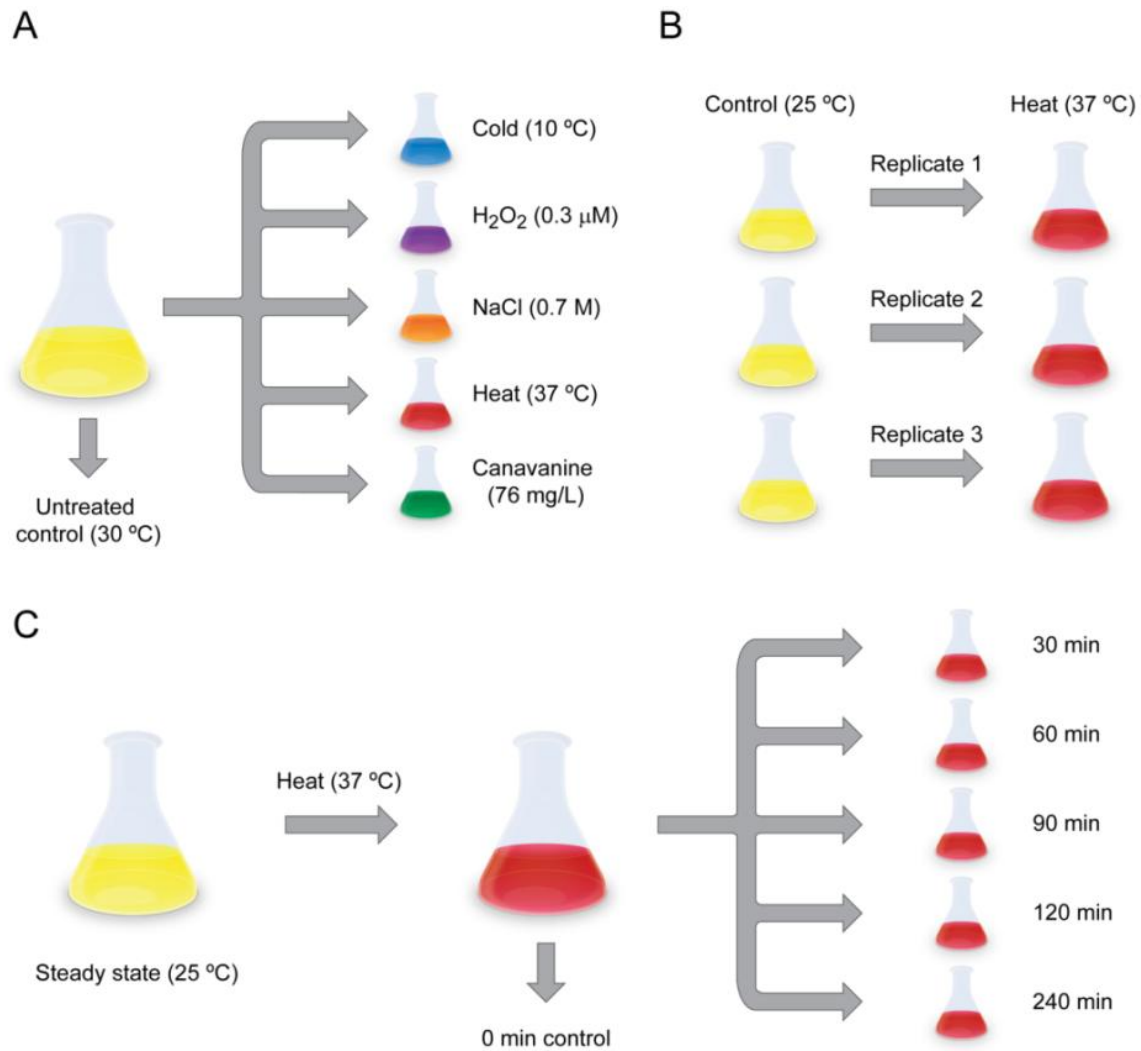 A
Cold (10 ºC)
H₂O₂ (0.3 μM)
NaCl (0.7 M)
Heat (37 ºC)
Canavanine
(76 mg/L)
Untreated
control (30 ºC)
B
Control (25 ºC)
Heat (37 ºC)
Replicate 1
Replicate 2
Replicate 3
C
Steady state (25 ºC)
Heat (37 ºC)
0 min control
30 min
60 min
90 min
120 min
240 min